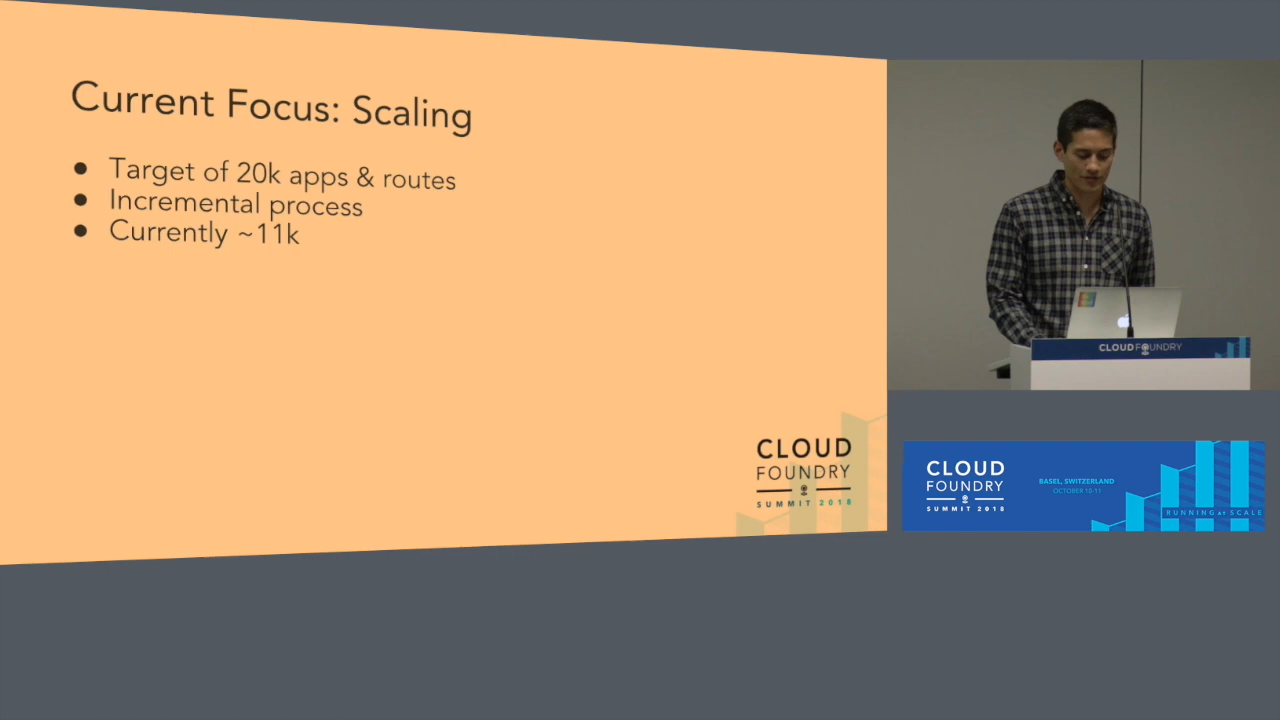 Current Focus: Scaling
● Target of 20k apps & routes
● Incremental process
● Currently ~11k
CLOUD
FOUNDRY
SUMMIT 2018
CLOUD FOUNDRY
CLOUD
FOUNDRY
SUMMIT 2018
BASEL, SWITZERLAND
OCTOBER 10-11
RUNNING AT SCALE